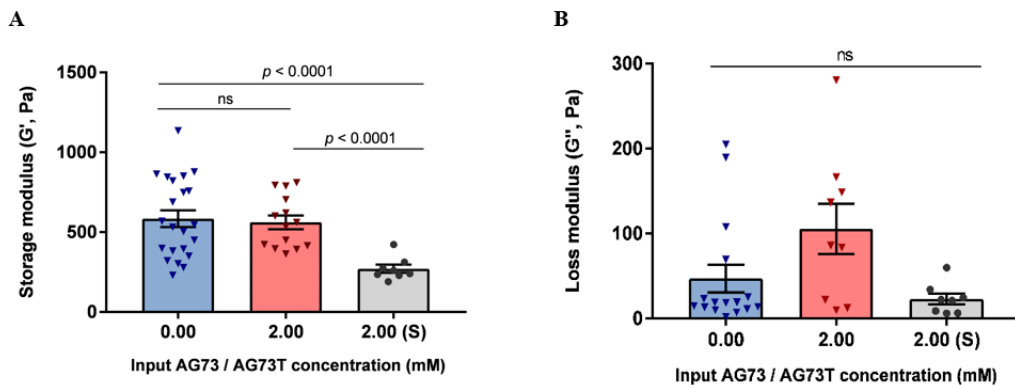 A
1500
1000
500
0
Storage modulus (G', Pa)
p < 0.0001
ns
p < 0.0001
0.00 2.00 2.00 (S)
Input AG73 / AG73T concentration (mM)
B
300
200
100
0
Loss modulus (G'', Pa)
ns
0.00 2.00 2.00 (S)
Input AG73 / AG73T concentration (mM)